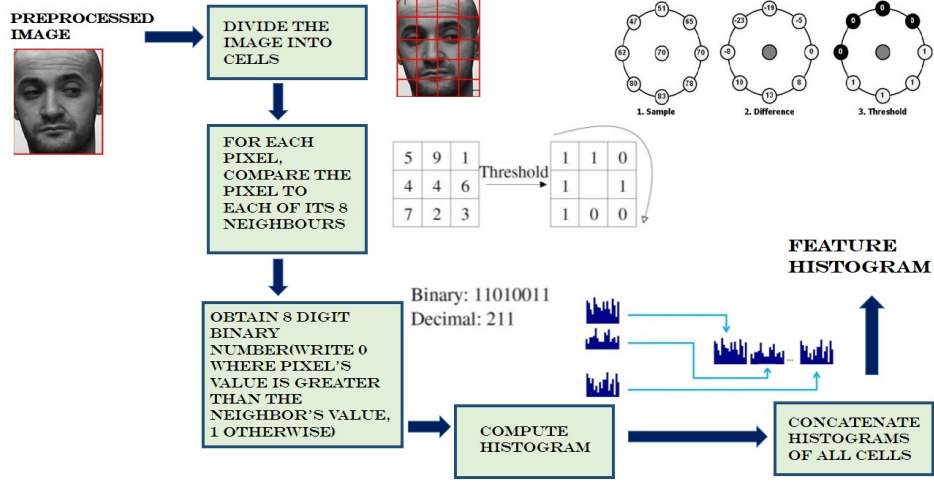 PREPROCESSED
IMAGE
DIVIDE THE
IMAGE INTO
CELLS
51
47
65
62
70
70
80
78
83
1. Sample
-19
-23
-5
-8
0
10
8
13
2. Difference
0
0
0
0
1
1
1
1
3. Threshold
FOR EACH
PIXEL,
COMPARE THE
PIXEL TO
EACH OF ITS 8
NEIGHBOURS
5 9 1
4 4 6
7 2 3
Threshold
1 1 0
1 1
1 0 0
OBTAIN 8 DIGIT
BINARY
NUMBER(WRITE 0
WHERE PIXEL'S
VALUE IS GREATER
THAN THE
NEIGHBOR'S VALUE,
1 OTHERWISE)
Binary: 11010011
Decimal: 211
FEATURE
HISTOGRAM
...
COMPUTE
HISTOGRAM
CONCATENATE
HISTOGRAMS
OF ALL CELLS